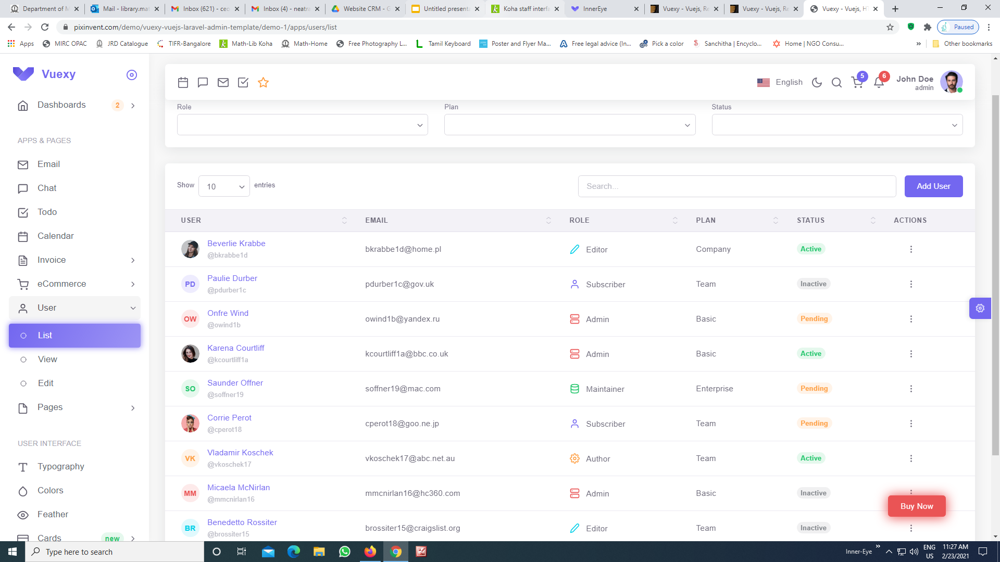 Department of M
Mail - library.mat
Inbox (621) - ceo
Inbox (4) - neatra
Website CRM - G
Untitled presenta
Koha staff interfa
InnerEye
Vuexy - Vuejs, Re
Vuexy - Vuejs, Re
Vuexy - Vuejs, HT
pixinvent.com/demo/vuexy-vuejs-laravel-admin-template/demo-1/apps/users/list
Paused
Apps
MIRC OPAC
JRD Catalogue
TIFR-Bangalore
Math-Lib Koha
Math-Home
Free Photography L...
Tamil Keyboard
Poster and Flyer Ma...
Free legal advice (In...
Pick a color
Sanchitha | Encyclo...
Home | NGO Consu...
»
Other bookmarks
Vuexy
English
5
6
John Doe
admin
Dashboards 2
APPS & PAGES
Email
Chat
Todo
Calendar
Invoice
eCommerce
User
List
View
Edit
Pages
USER INTERFACE
Typography
Colors
Feather
Cards new
Role Plan Status
Show 10 entries
Search...
Add User
USER EMAIL ROLE PLAN STATUS ACTIONS
Beverlie Krabbe
@bkrabbe1d
bkrabbe1d@home.pl Editor Company Active
PD
Paulie Durber
@pdurber1c
pdurber1c@gov.uk Subscriber Team Inactive
OW
Onfre Wind
@owind1b
owind1b@yandex.ru Admin Basic Pending
Karena Courtliff
@kcourtliff1a
kcourtliff1a@bbc.co.uk Admin Basic Active
SO
Saunder Offner
@soffner19
soffner19@mac.com Maintainer Enterprise Pending
Corrie Perot
@cperot18
cperot18@goo.ne.jp Subscriber Team Pending
VK
Vladamir Koschek
@vkoschek17
vkoschek17@abc.net.au Author Team Active
MM
Micaela McNirlan
@mmcnirlan16
mmcnirlan16@hc360.com Admin Basic Inactive
Buy Now
BR
Benedetto Rossiter
@brossiter15
brossiter15@craigslist.org Editor Team Inactive
Type here to search
Inner-Eye
»
ENG
US
11:27 AM
2/23/2021